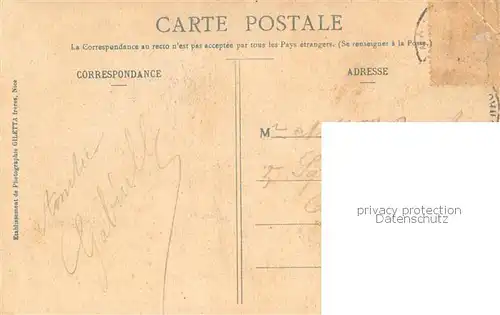 CARTE POSTALE
La Correspondance au recto n'est pas acceptée par tous les Pays étrangers. (Se renseigner à la Poste.)
CORRESPONDANCE
ADRESSE
Etablissement de Photographie GILETTA frères, Nice
M
Gabrielle
privacy protection
Datenschutz